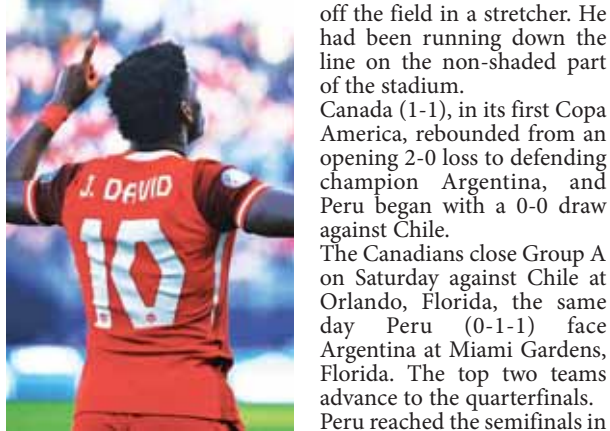 J. DAVID
10
off the field in a stretcher. He
had been running down the
line on the non-shaded part
of the stadium.
Canada (1-1), in its first Copa
America, rebounded from an
opening 2-0 loss to defending
champion Argentina, and
Peru began with a 0-0 draw
against Chile.
The Canadians close Group A
on Saturday against Chile at
Orlando, Florida, the same
day Peru (0-1-1) face
Argentina at Miami Gardens,
Florida. The top two teams
advance to the quarterfinals.
Peru reached the semifinals in